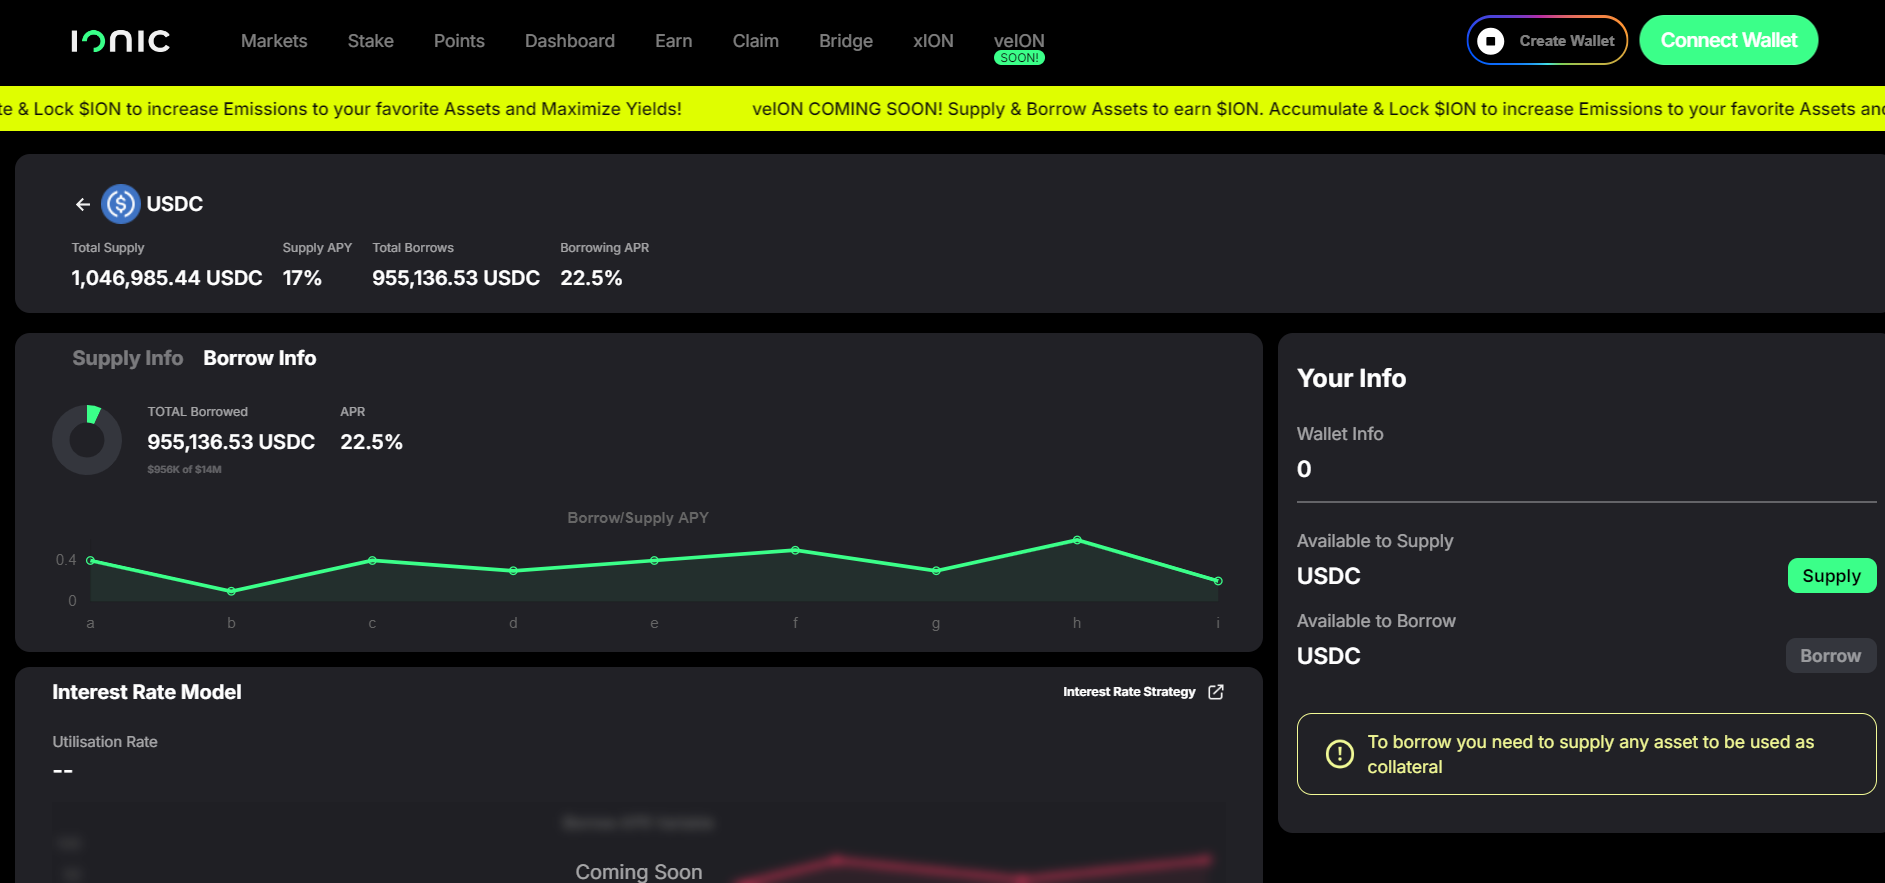 IONIC
Markets Stake Points Dashboard Earn Claim Bridge xION veION
SOON!
Create Wallet
Connect Wallet
& Lock $ION to increase Emissions to your favorite Assets and Maximize Yields! veION COMING SOON! Supply & Borrow Assets to earn $ION. Accumulate & Lock $ION to increase Emissions to your favorite Assets
USDC
Total Supply Supply APY Total Borrows Borrowing APR
1,046,985.44 USDC 17% 955,136.53 USDC 22.5%
Supply Info Borrow Info
TOTAL Borrowed APR
955,136.53 USDC 22.5%
$956K of $14M
Borrow/Supply APY
0.4
0
a b c d e f g h i
Interest Rate Model
Interest Rate Strategy
Utilisation Rate
--
Coming Soon
Your Info
Wallet Info
0
Available to Supply
USDC
Supply
Available to Borrow
USDC
Borrow
To borrow you need to supply any asset to be used as
collateral